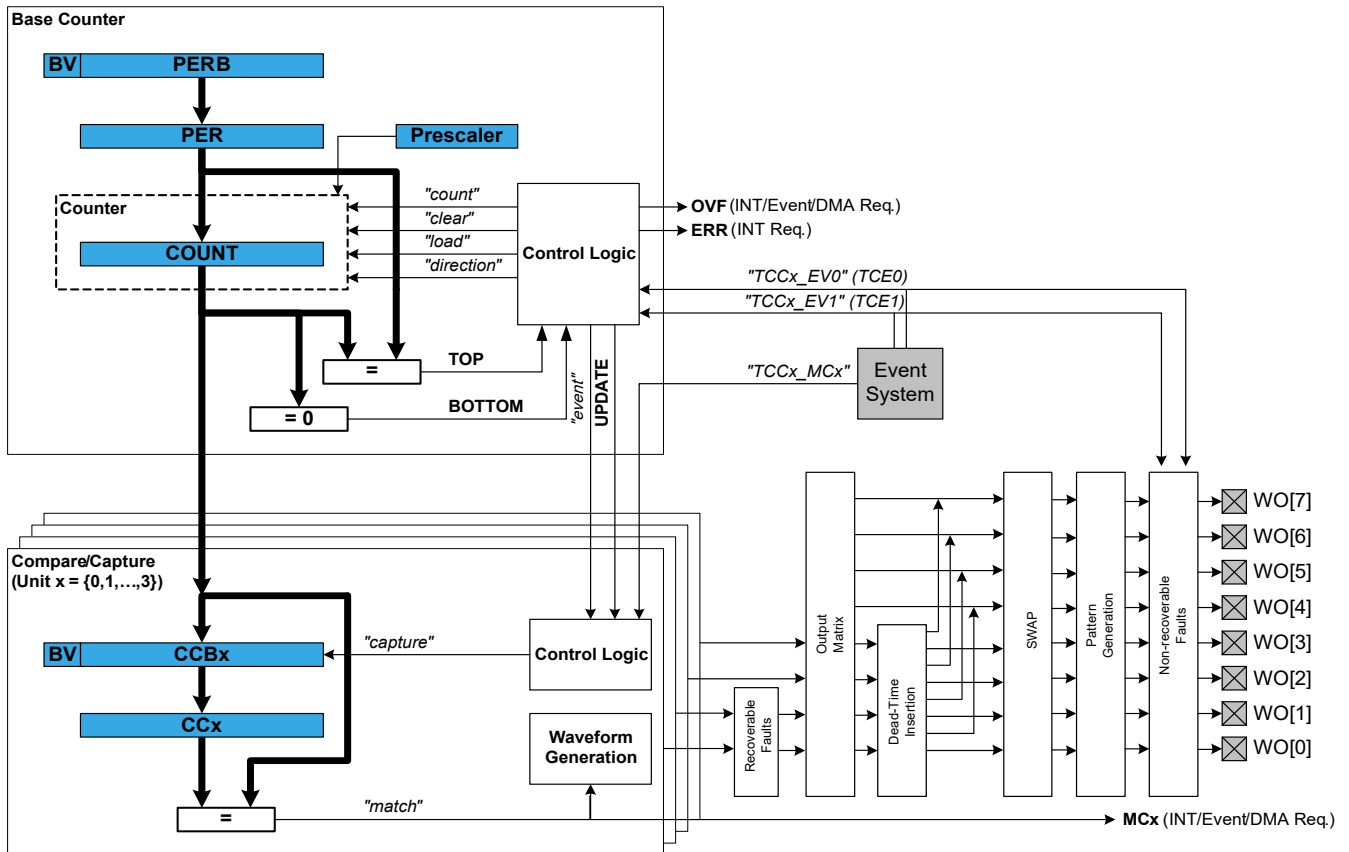 Base Counter
BV
PERB
PER
Prescaler
Counter
COUNT
"count"
"clear"
"load"
"direction"
Control Logic
OVF (INT/Event/DMA Req.)
ERR (INT Req.)
"TCCx_EV0" (TCE0)
"TCCx_EV1" (TCE1)
"TCCx_MCx"
Event
System
=
TOP
= 0
BOTTOM
"event"
UPDATE
Compare/Capture
(Unit x = {0,1,…,3})
BV
CCBx
"capture"
Control Logic
CCx
Waveform
Generation
=
"match"
Recoverable
Faults
Output
Matrix
Dead-Time
Insertion
SWAP
Pattern
Generation
Non-recoverable
Faults
WO[7]
WO[6]
WO[5]
WO[4]
WO[3]
WO[2]
WO[1]
WO[0]
MCx (INT/Event/DMA Req.)